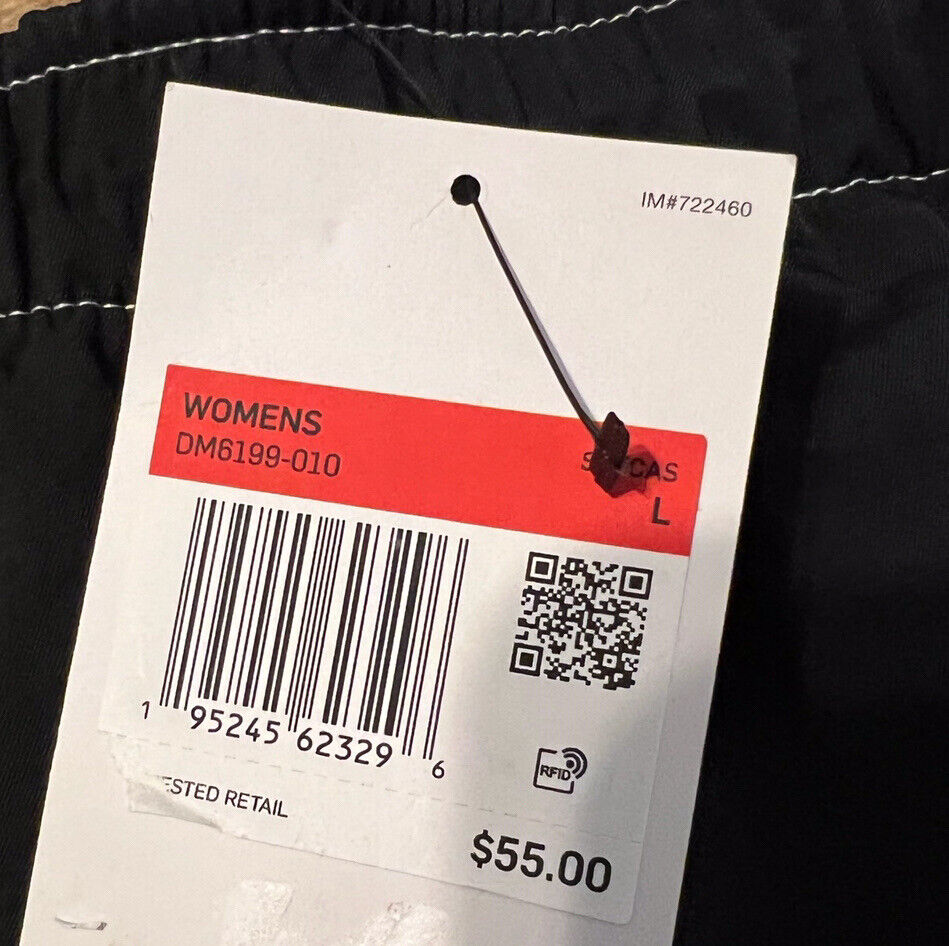 IM#722460
WOMENS
DM6199-010
L
1 95245 62329 6
RFID
ESTED RETAIL
$55.00